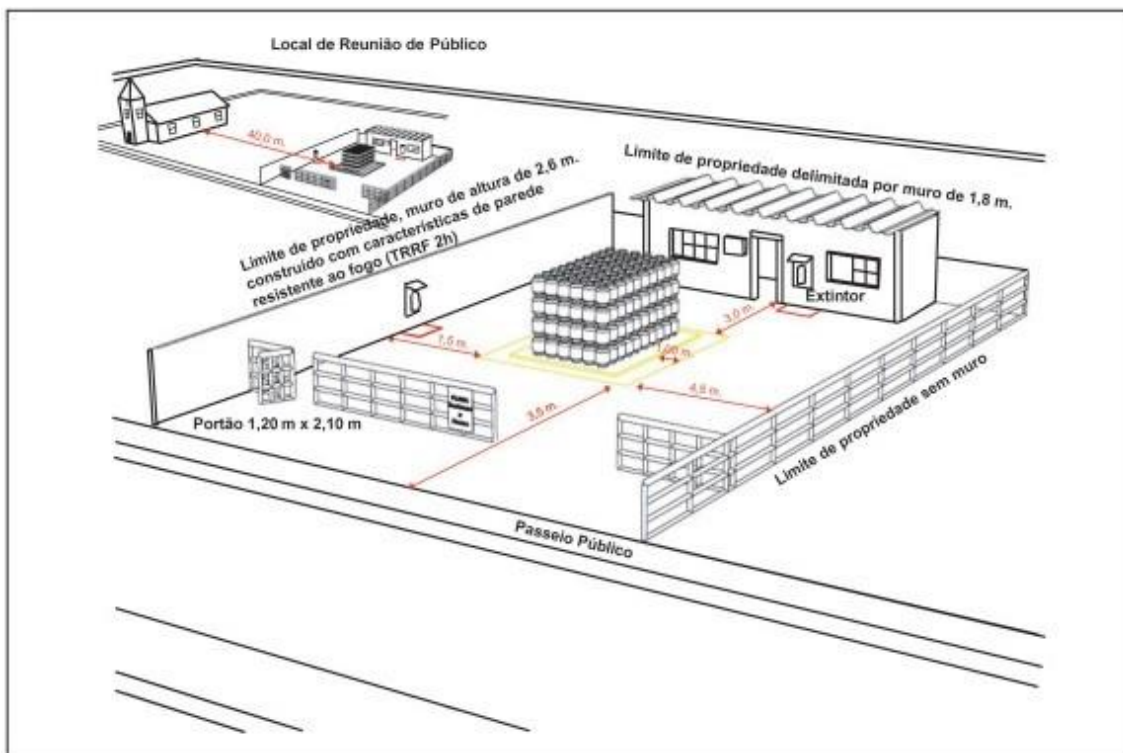 Local de Reunião de Público
40,0 m.
Limite de propriedade, muro de altura de 2,6 m.
construído com características de parede
resistente ao fogo (TRRF 2h)
Limite de propriedade delimitada por muro de 1,8 m.
Extintor
3,0 m.
1,5 m.
1,00 m.
4,5 m.
3,5 m.
Portão 1,20 m x 2,10 m
Limite de propriedade sem muro
Passeio Público